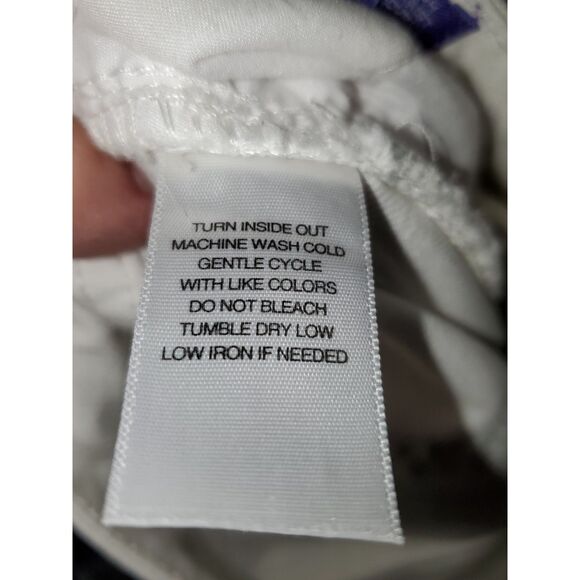 TURN INSIDE OUT
MACHINE WASH COLD
GENTLE CYCLE
WITH LIKE COLORS
DO NOT BLEACH
TUMBLE DRY LOW
LOW IRON IF NEEDED